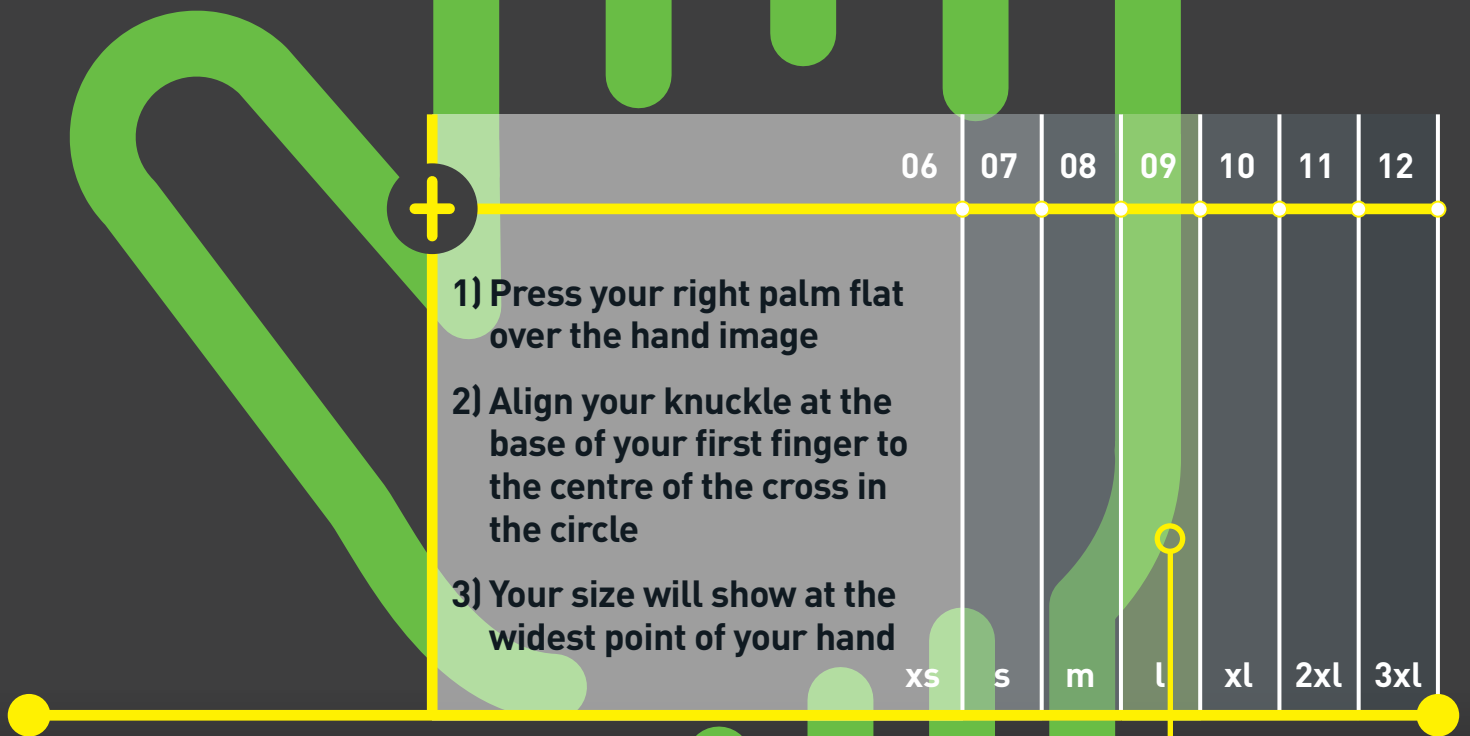 06 07 08 09 10 11 12
1) Press your right palm flat
over the hand image
2) Align your knuckle at the
base of your first finger to
the centre of the cross in
the circle
3) Your size will show at the
widest point of your hand
xs s m l xl 2xl 3xl